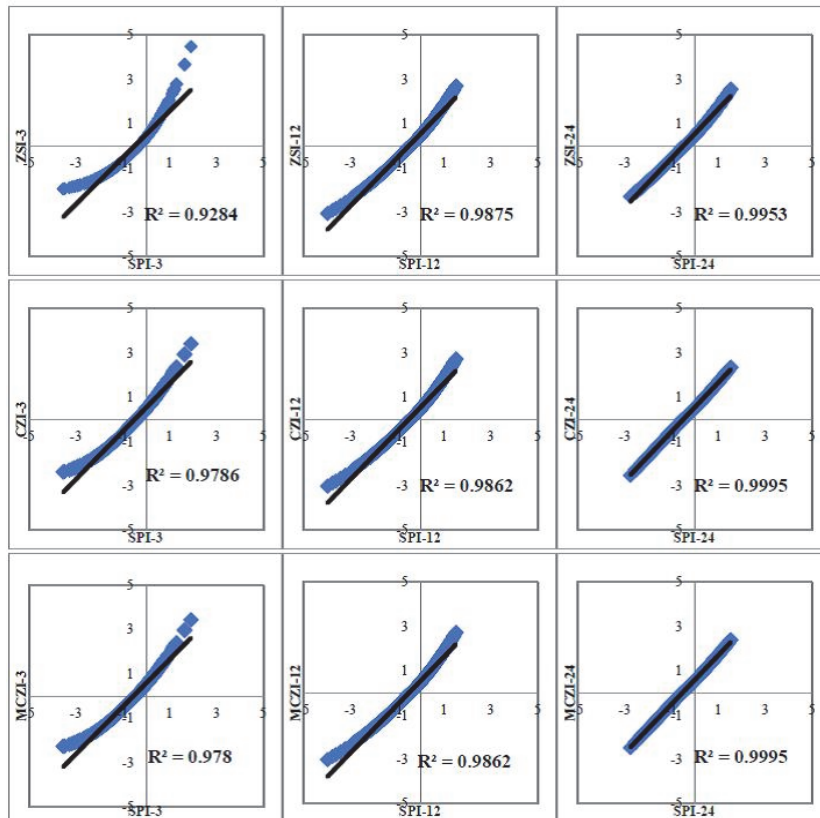 ZSI-3
5
3
1
-5 -3 -1 1 3 5
-1
-3
R² = 0.9284
-5
SPI-3
ZSI-12
5
3
1
-5 -3 -1 1 3 5
-1
-3
R² = 0.9875
-5
SPI-12
ZSI-24
5
3
1
-5 -3 -1 1 3 5
-1
-3
R² = 0.9953
-5
SPI-24
CZI-3
5
3
1
-5 -3 -1 1 3 5
-1
-3
R² = 0.9786
-5
SPI-3
CZI-12
5
3
1
-5 -3 -1 1 3 5
-1
-3
R² = 0.9862
-5
SPI-12
CZI-24
5
3
1
-5 -3 -1 1 3 5
-1
-3
R² = 0.9995
-5
SPI-24
MCZI-3
5
3
1
-5 -3 -1 1 3 5
-1
-3
R² = 0.978
-5
SPI-3
MCZI-12
5
3
1
-5 -3 -1 1 3 5
-1
-3
R² = 0.9862
-5
SPI-12
MCZI-24
5
3
1
-5 -3 -1 1 3 5
-1
-3
R² = 0.9995
-5
SPI-24